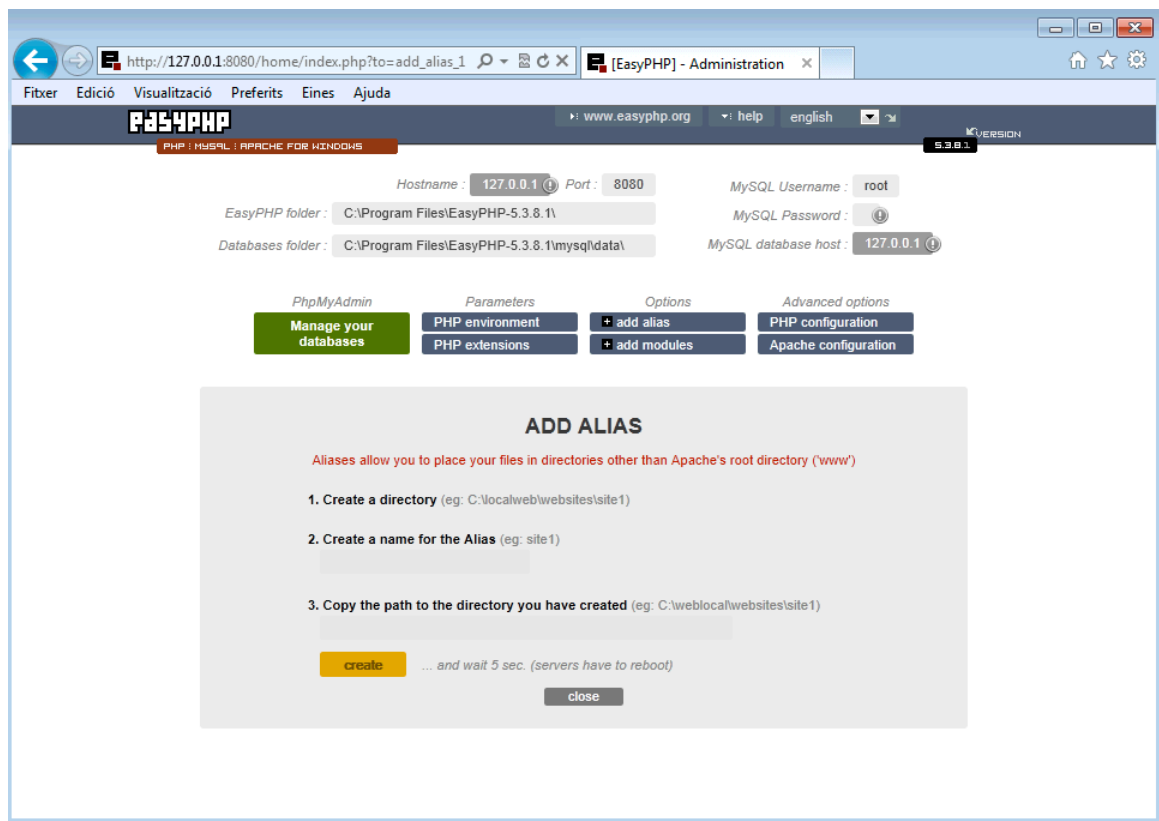 http://127.0.0.1:8080/home/index.php?to=add_alias_1
[EasyPHP] - Administration
Fitxer Edició Visualització Preferits Eines Ajuda
easyphp
www.easyphp.org help english
VERSION
PHP : MYSQL : APACHE FOR WINDOWS
5.3.8.1
Hostname : 127.0.0.1 Port : 8080 MySQL Username : root
EasyPHP folder : C:\Program Files\EasyPHP-5.3.8.1\ MySQL Password :
Databases folder : C:\Program Files\EasyPHP-5.3.8.1\mysql\data\ MySQL database host : 127.0.0.1
PhpMyAdmin Parameters Options Advanced options
Manage your databases
PHP environment + add alias PHP configuration
PHP extensions + add modules Apache configuration
ADD ALIAS
Aliases allow you to place your files in directories other than Apache's root directory ('www')
1. Create a directory (eg: C:\localweb\websites\site1)
2. Create a name for the Alias (eg: site1)
3. Copy the path to the directory you have created (eg: C:\weblocal\websites\site1)
create ... and wait 5 sec. (servers have to reboot)
close